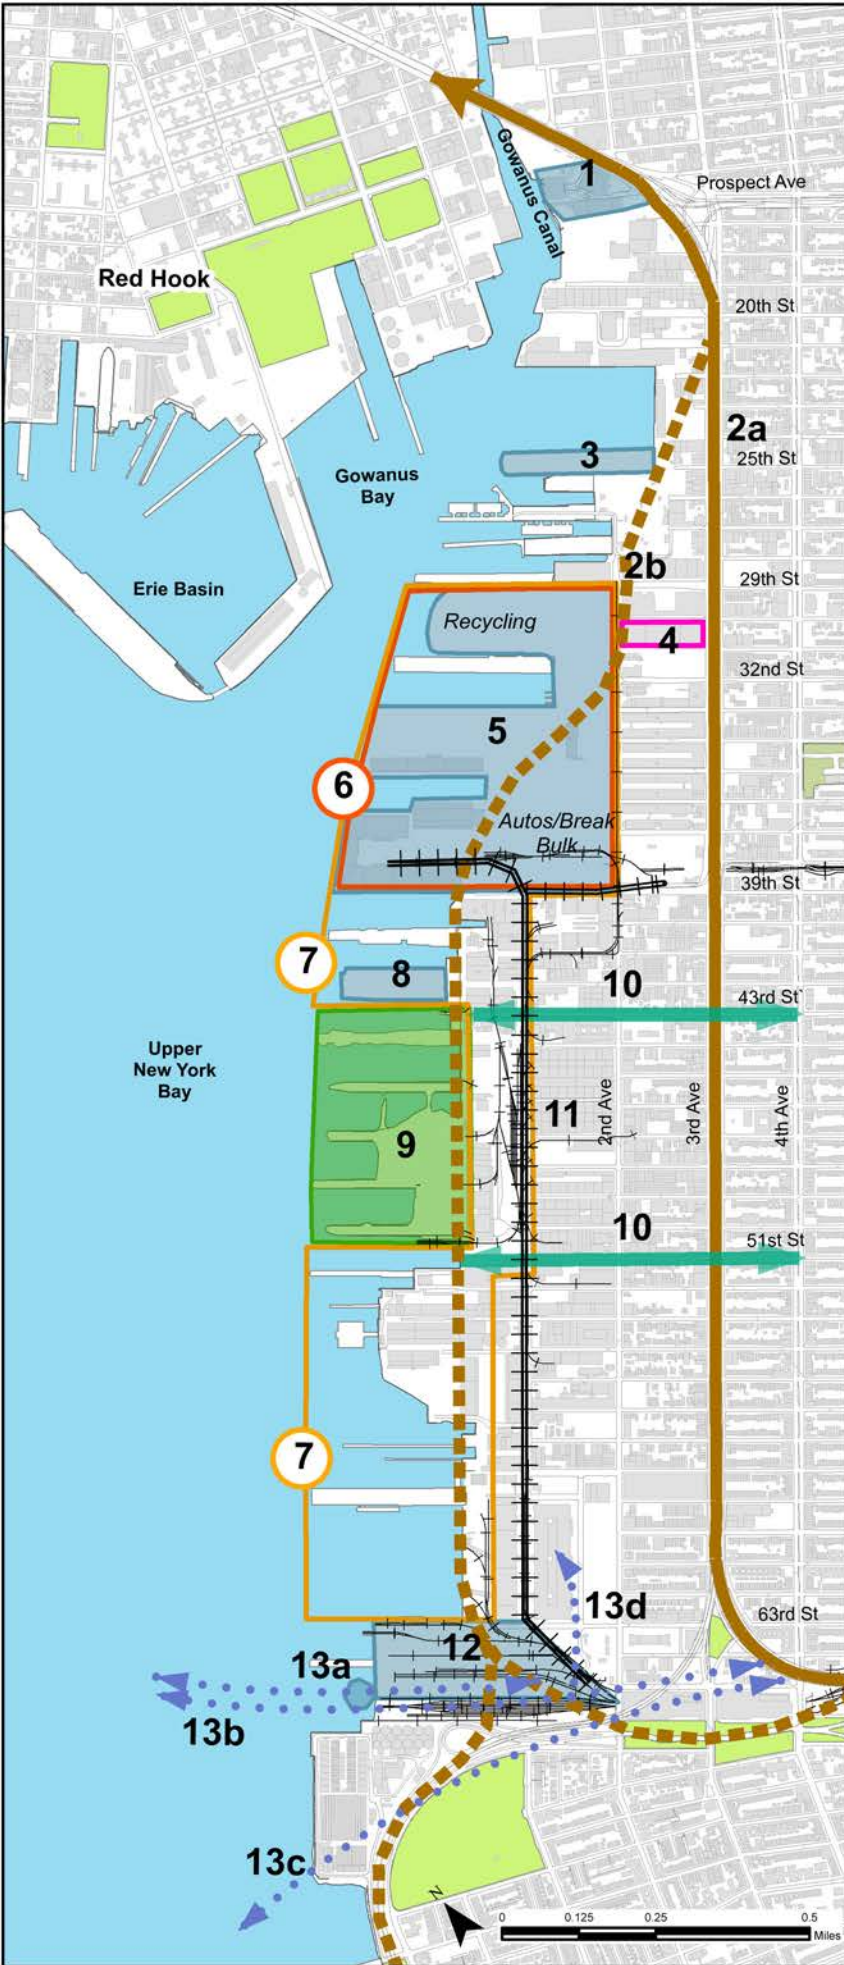 Gowanus Canal
1
Prospect Ave
Red Hook
20th St
2a
3
25th St
Gowanus
Bay
2b
29th St
Erie Basin
Recycling
4
32nd St
5
6
Autos/Break
Bulk
39th St
7
8
10
43rd St
Upper
New York
Bay
11
2nd Ave
3rd Ave
4th Ave
9
10
51st St
7
13d
63rd St
12
13a
13b
13c
N
0
0.125
0.25
0.5
Miles